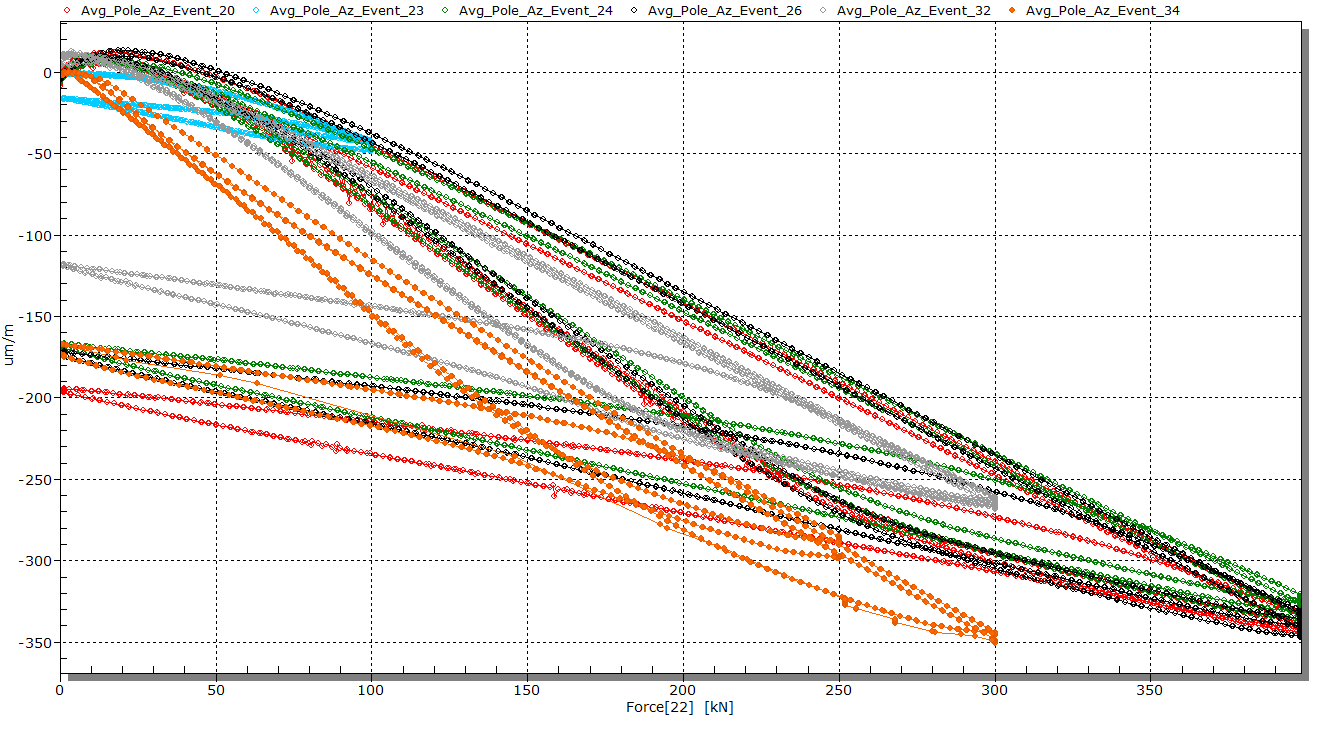 Avg_Pole_Az_Event_20 Avg_Pole_Az_Event_23 Avg_Pole_Az_Event_24 Avg_Pole_Az_Event_26 Avg_Pole_Az_Event_32 Avg_Pole_Az_Event_34
0
-50
-100
-150
um/m
-200
-250
-300
-350
0 50 100 150 200 250 300 350
Force[22] [kN]